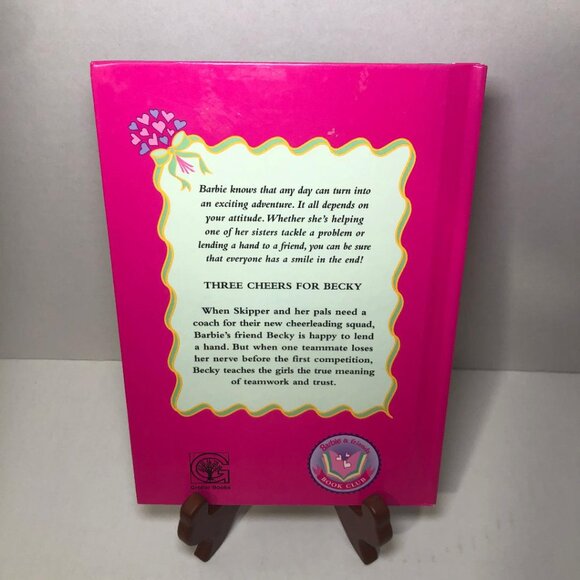 Barbie knows that any day can turn into
an exciting adventure. It all depends on
your attitude. Whether she's helping
one of her sisters tackle a problem or
lending a hand to a friend, you can be sure
that everyone has a smile in the end!
THREE CHEERS FOR BECKY
When Skipper and her pals need a
coach for their new cheerleading squad,
Barbie's friend Becky is happy to lend
a hand. But when one teammate loses
her nerve before the first competition,
Becky teaches the girls the true meaning
of teamwork and trust.
G
Grolier Books
Barbie & friends
BOOK CLUB